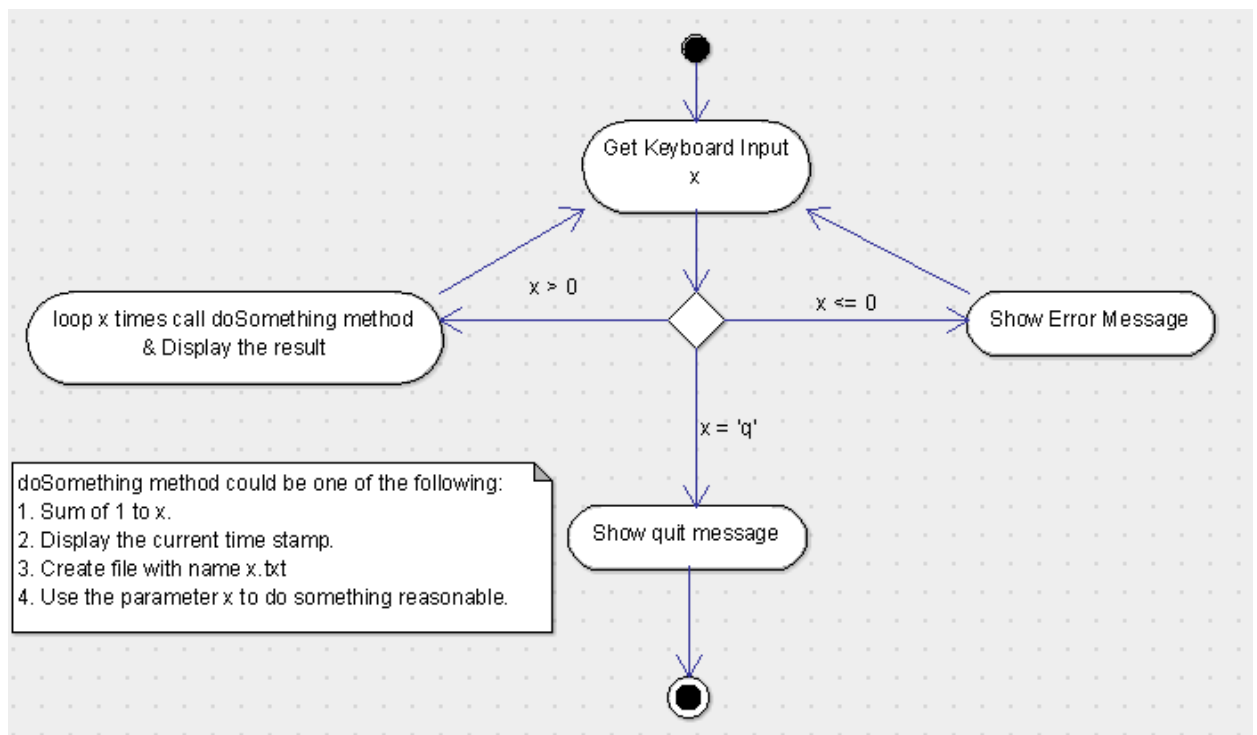 Get Keyboard Input
x
x > 0
x <= 0
loop x times call doSomething method
& Display the result
Show Error Message
x = 'q'
doSomething method could be one of the following:
1. Sum of 1 to x.
2. Display the current time stamp.
3. Create file with name x.txt
4. Use the parameter x to do something reasonable.
Show quit message